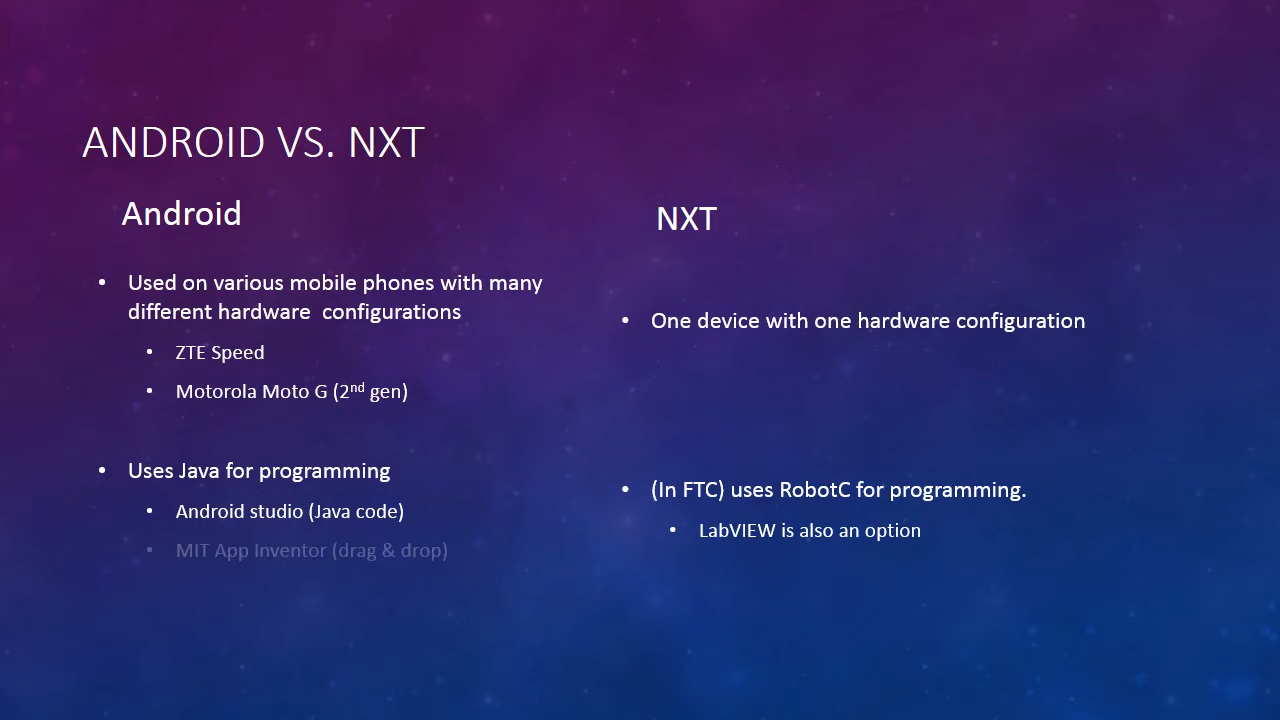 ANDROID VS. NXT
Android
• Used on various mobile phones with many
different hardware  configurations
• ZTE Speed
• Motorola Moto G (2nd gen)
• Uses Java for programming
• Android studio (Java code)
• MIT App Inventor (drag & drop)
NXT
• One device with one hardware configuration
• (In FTC) uses RobotC for programming.
• LabVIEW is also an option